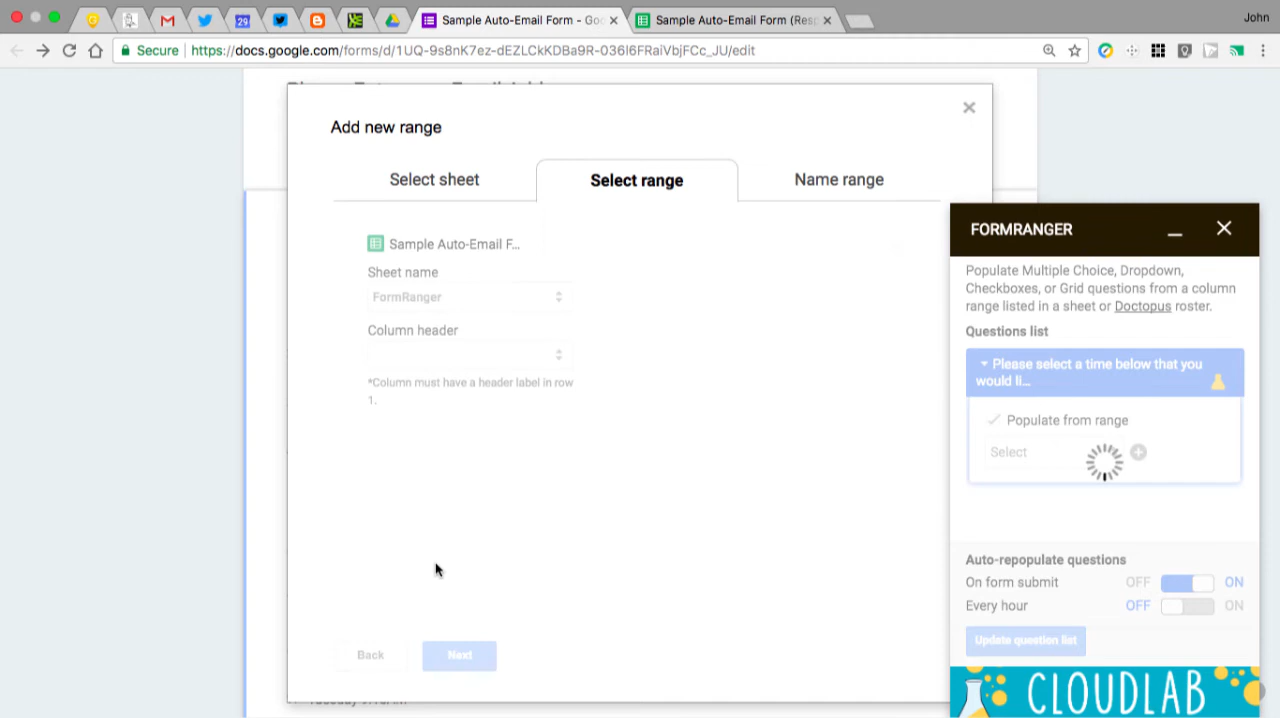 Sample Auto-Email Form - Goo
Sample Auto-Email Form (Resp
John
29
Secure
https://docs.google.com/forms/d/1UQ-9s8nK7ez-dEZLCkKDBa9R-036I6FRaiVbjFCc_JU/edit
Add new range
Select sheet
Select range
Name range
Sample Auto-Email F...
Sheet name
FormRanger
Column header
*Column must have a header label in row
1.
Back
Next
FORMRANGER
Populate Multiple Choice, Dropdown,
Checkboxes, or Grid questions from a column
range listed in a sheet or Doctopus roster.
Questions list
Please select a time below that you
would li...
Populate from range
Select
Auto-repopulate questions
On form submit OFF ON
Every hour OFF ON
Update question list
CLOUDLAB